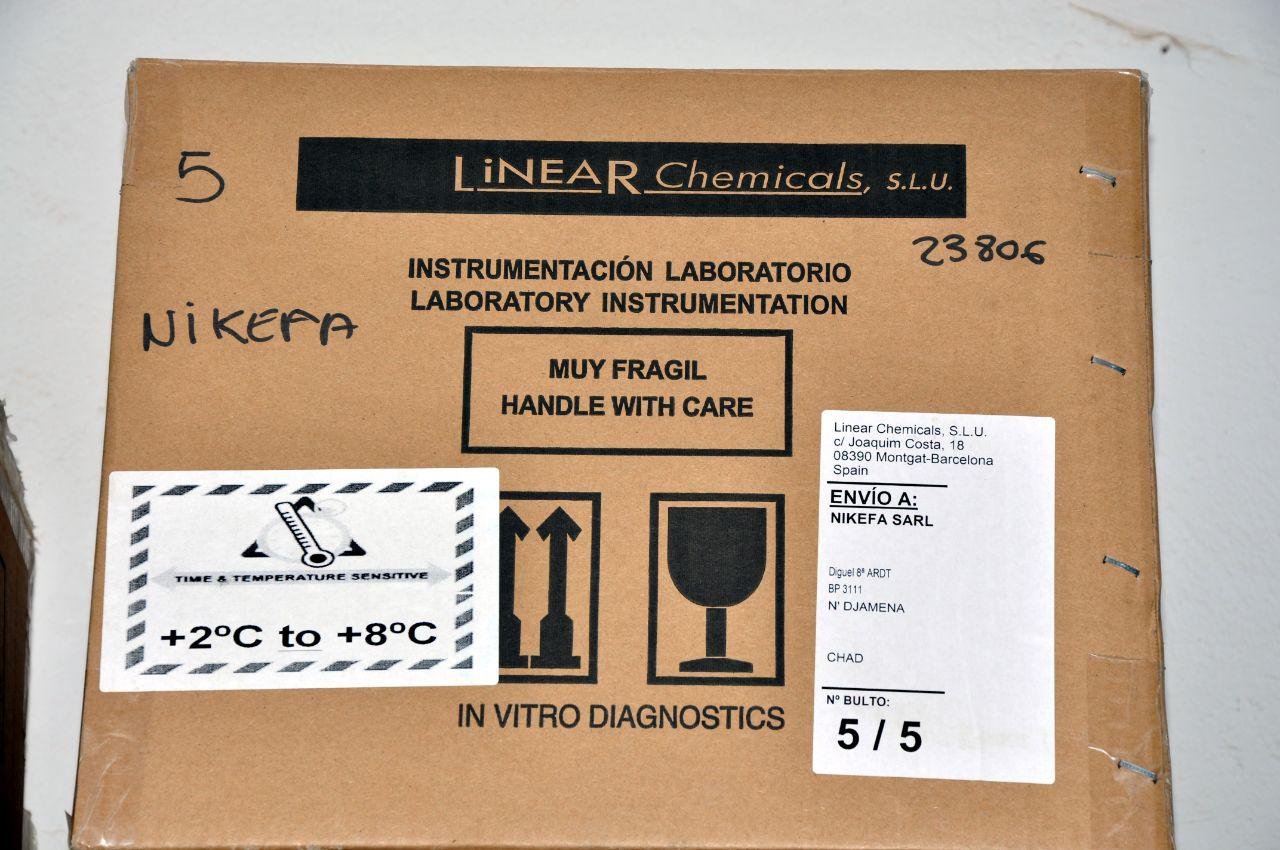 5
LiNEAR Chemicals, S.L.U.
23806
INSTRUMENTACIÓN LABORATORIO
LABORATORY INSTRUMENTATION
NiKEFA
MUY FRAGIL
HANDLE WITH CARE
TIME & TEMPERATURE SENSITIVE
+2ºC to +8ºC
IN VITRO DIAGNOSTICS
Linear Chemicals, S.L.U.
c/ Joaquim Costa, 18
08390 Montgat-Barcelona
Spain
ENVÍO A:
NIKEFA SARL
Diguel 8ª ARDT
BP 3111
N' DJAMENA
CHAD
Nº BULTO:
5 / 5